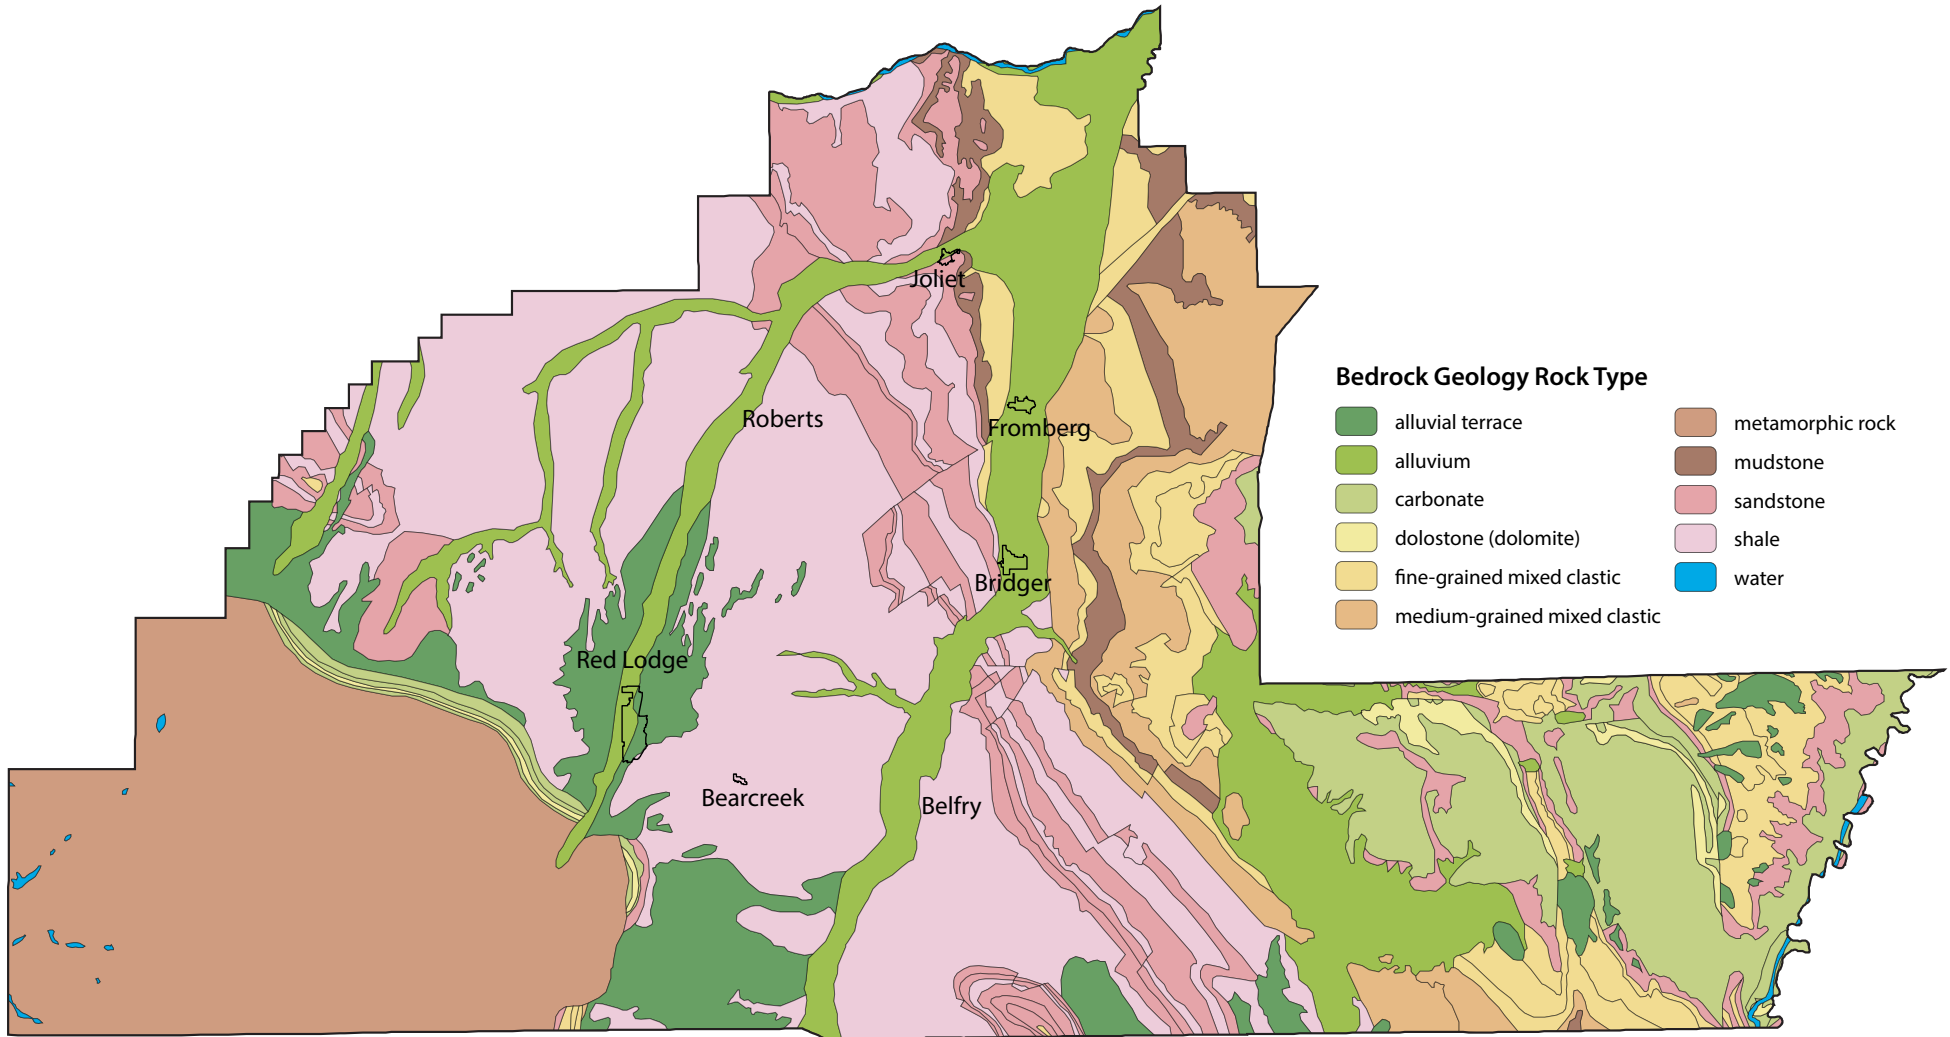 Joliet
Roberts
Fromberg
Bridger
Red Lodge
Bearcreek
Belfry
Bedrock Geology Rock Type
alluvial terrace
alluvium
carbonate
dolostone (dolomite)
fine-grained mixed clastic
medium-grained mixed clastic
metamorphic rock
mudstone
sandstone
shale
water